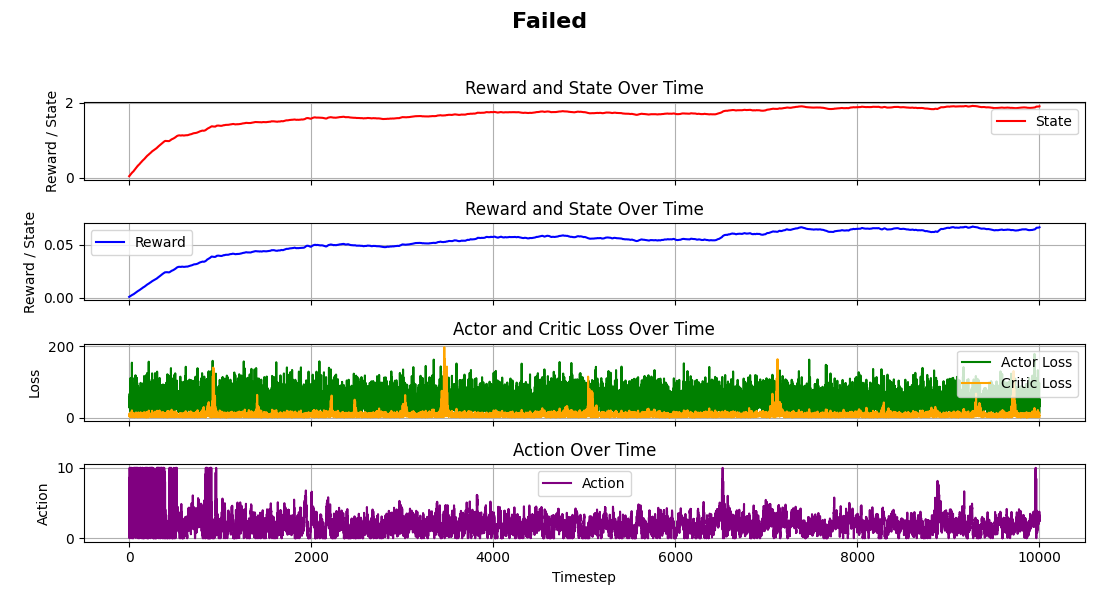 Failed
Reward and State Over Time
Reward / State
2
0
State
Reward and State Over Time
Reward / State
0.05
0.00
Reward
Actor and Critic Loss Over Time
Loss
200
100
0
Actor Loss
Critic Loss
Action Over Time
Action
10
5
0
Action
0
2000
4000
6000
8000
10000
Timestep